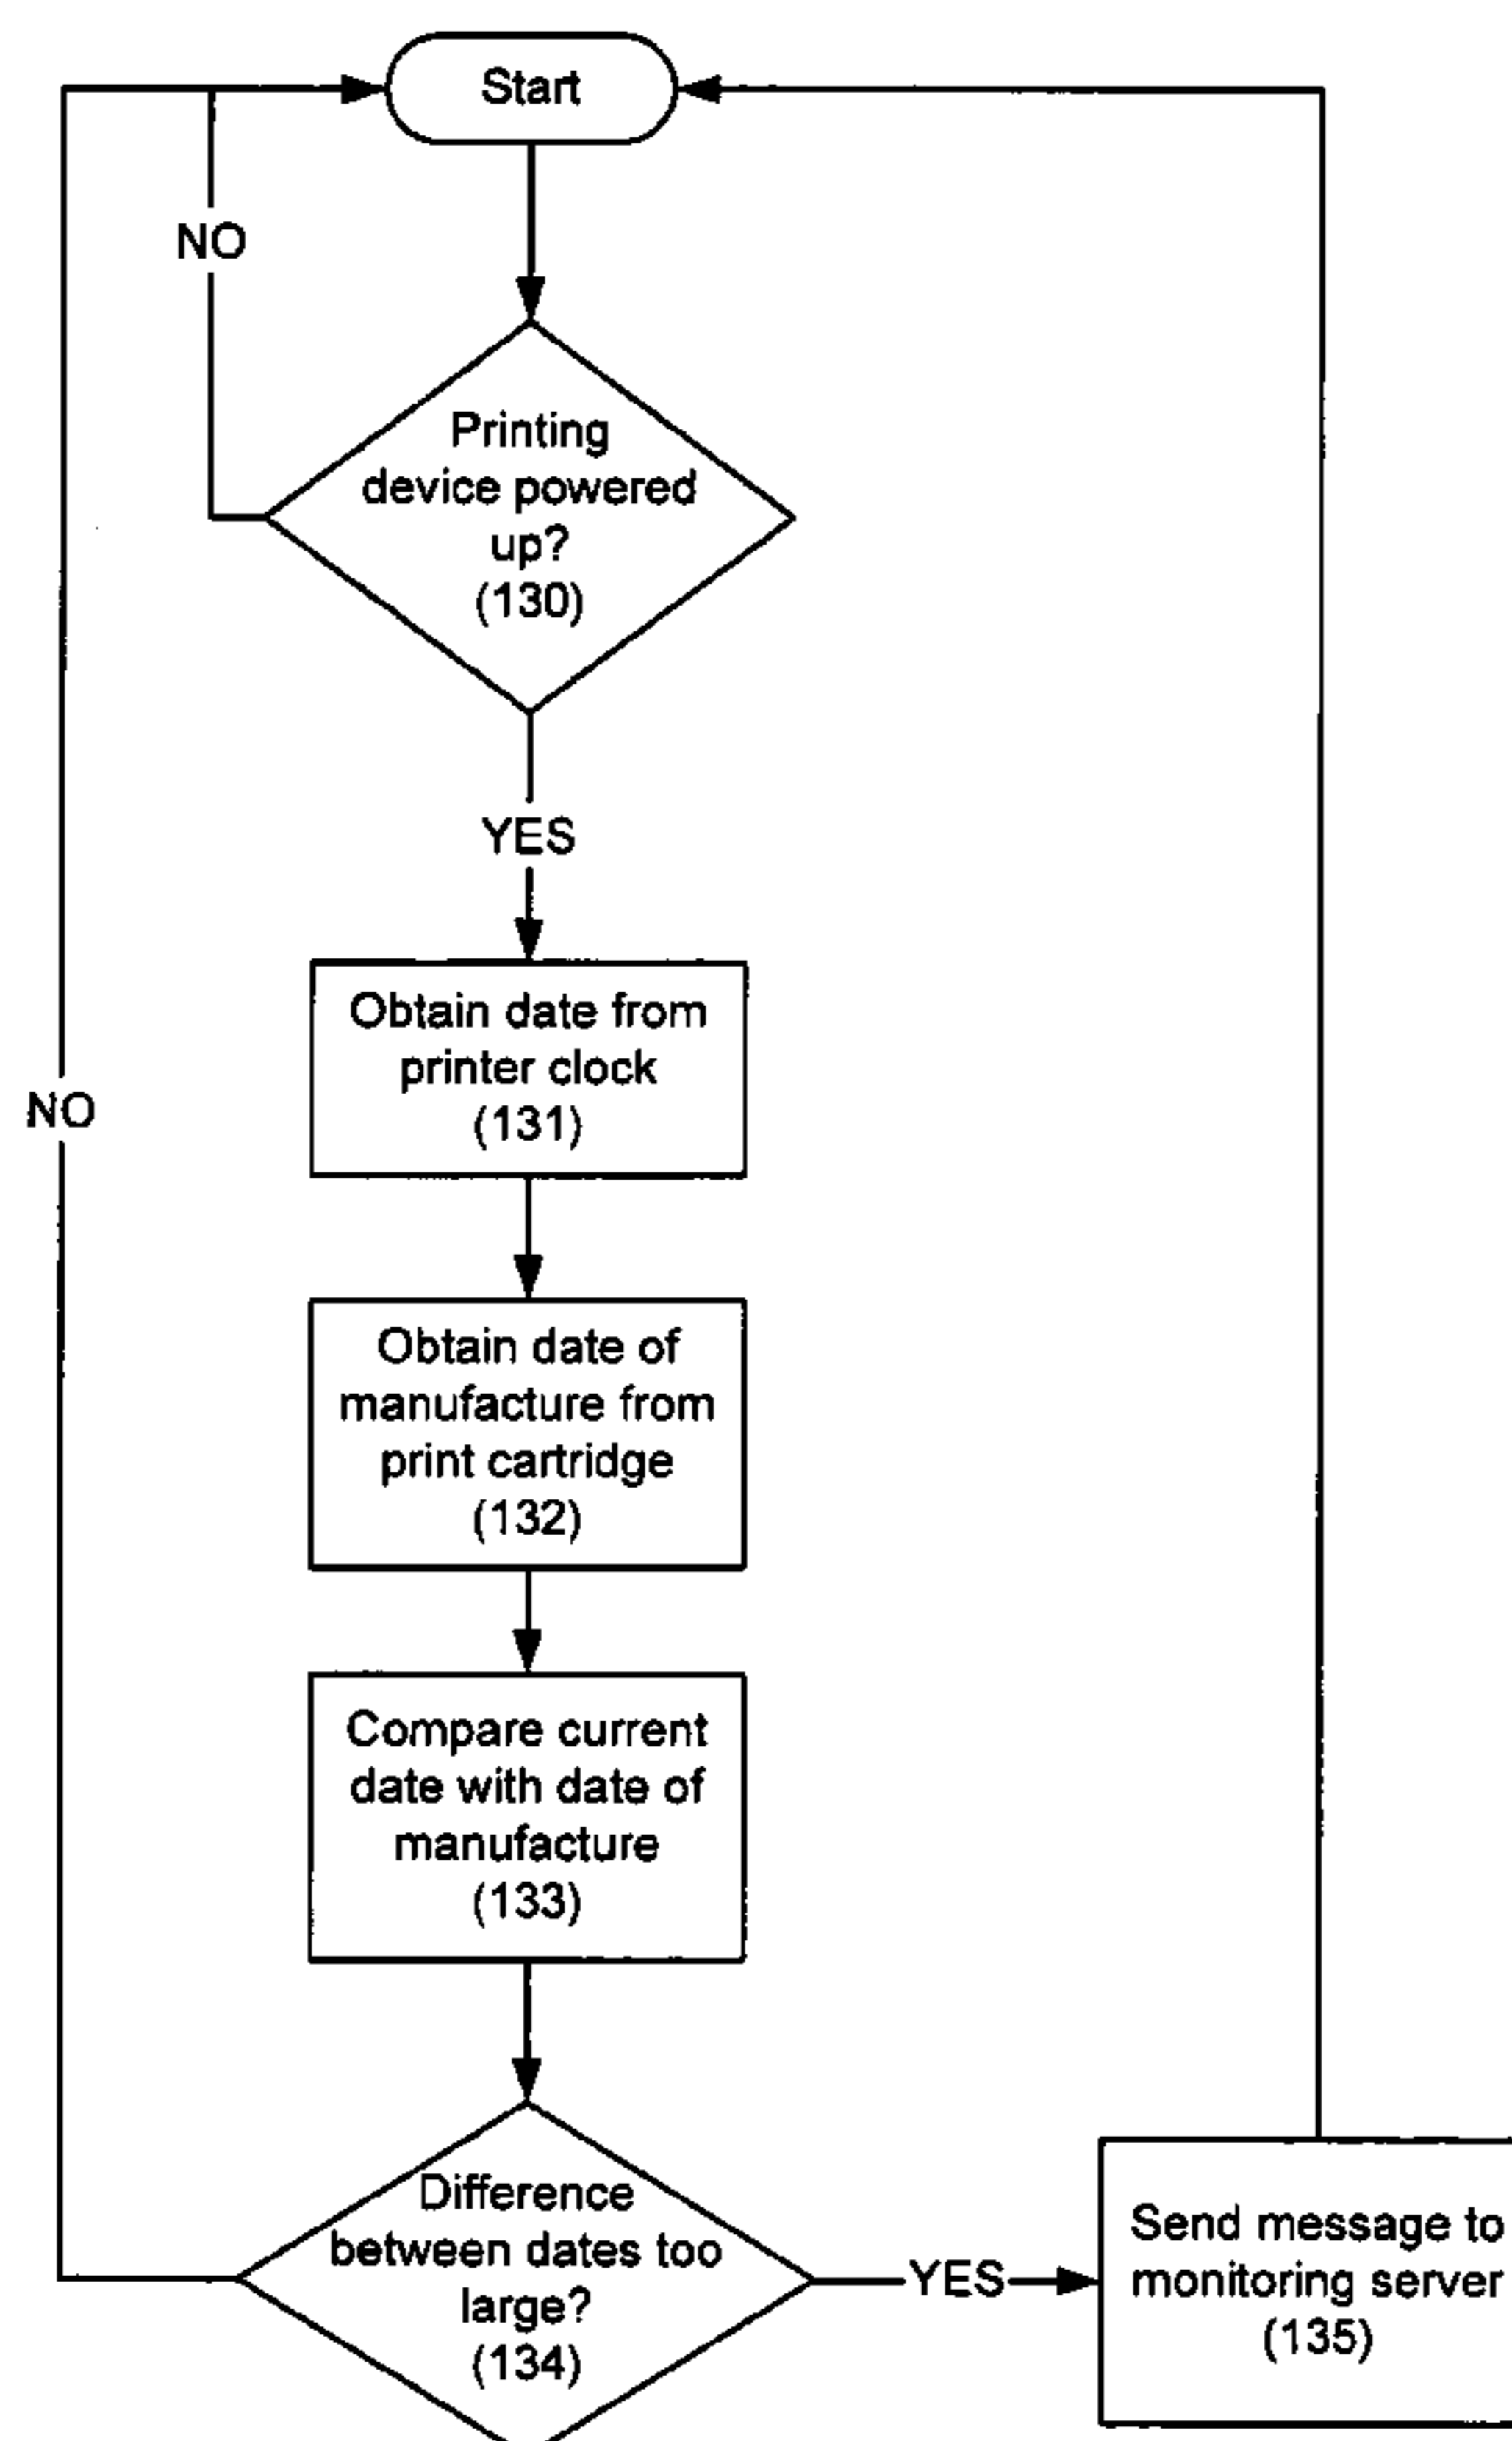 Start
NO
Printing
device powered
up?
(130)
YES
Obtain date from
printer clock
(131)
NO
Obtain date of
manufacture from
print cartridge
(132)
Compare current
date with date of
manufacture
(133)
Difference
between dates too
large?
(134)
YES
Send message to
monitoring server
(135)